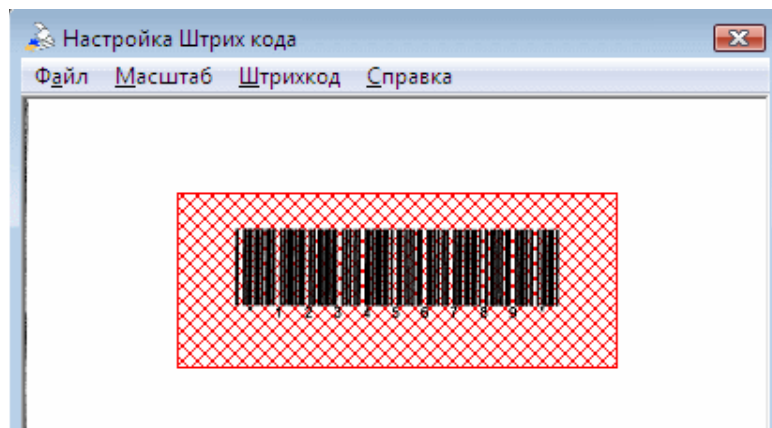 Настройка Штрих кода
Файл Масштаб Штрихкод Справка
* 1 2 3 4 5 6 7 8 9 *